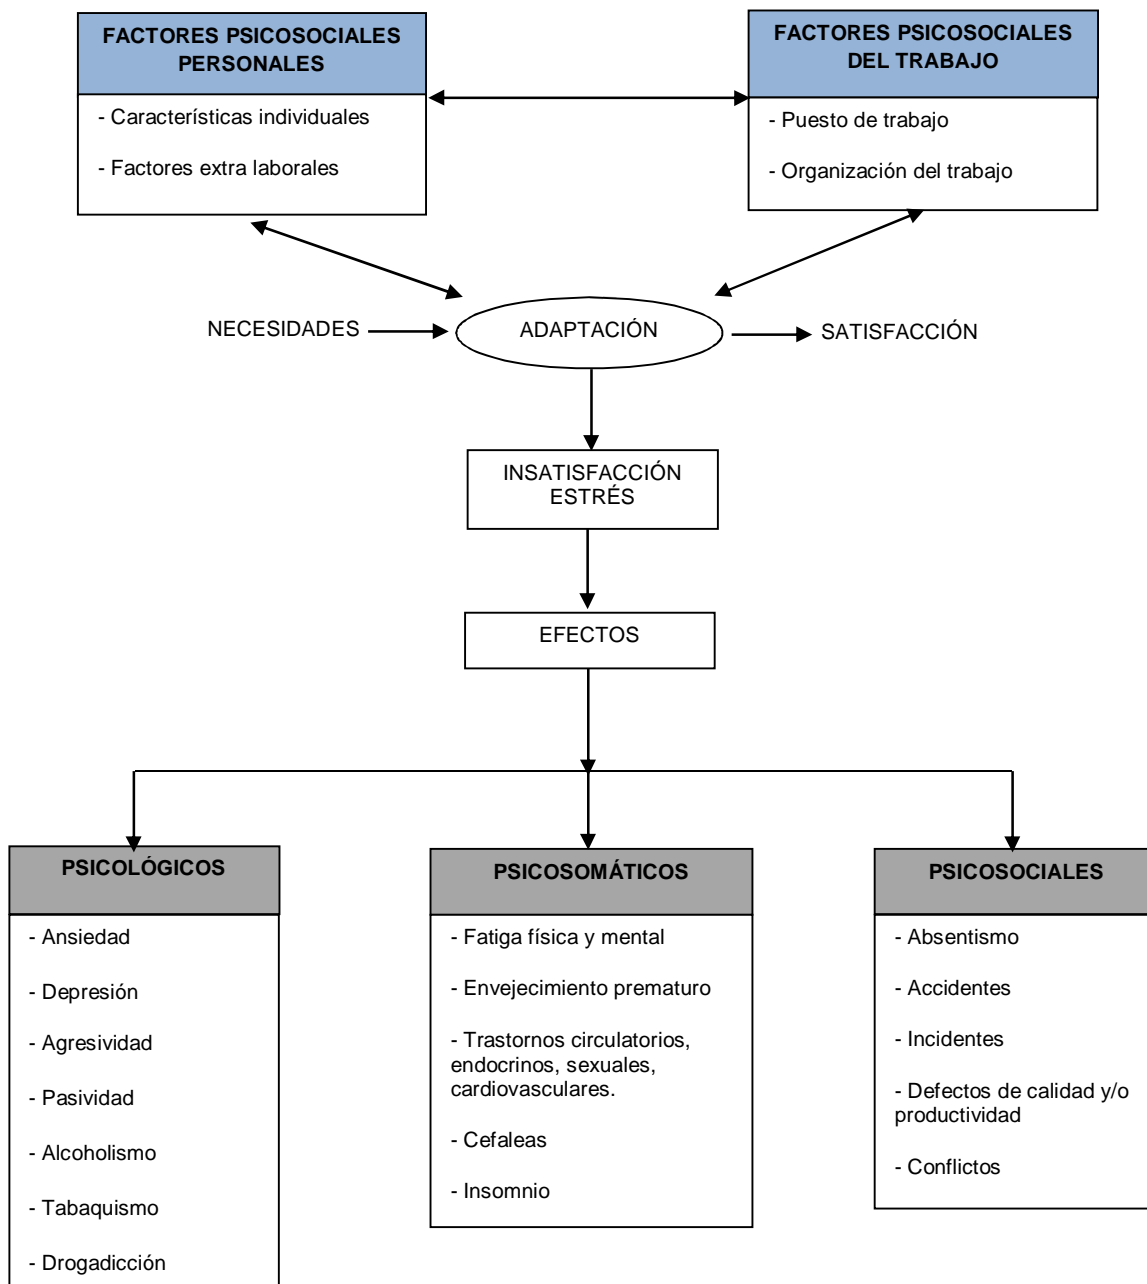 FACTORES PSICOSOCIALES
PERSONALES
- Características individuales
- Factores extra laborales
FACTORES PSICOSOCIALES
DEL TRABAJO
- Puesto de trabajo
- Organización del trabajo
NECESIDADES
ADAPTACIÓN
SATISFACCIÓN
INSATISFACCIÓN
ESTRÉS
EFECTOS
PSICOLÓGICOS
- Ansiedad
- Depresión
- Agresividad
- Pasividad
- Alcoholismo
- Tabaquismo
- Drogadicción
PSICOSOMÁTICOS
- Fatiga física y mental
- Envejecimiento prematuro
- Trastornos circulatorios,
endocrinos, sexuales,
cardiovasculares.
- Cefaleas
- Insomnio
PSICOSOCIALES
- Absentismo
- Accidentes
- Incidentes
- Defectos de calidad y/o
productividad
- Conflictos